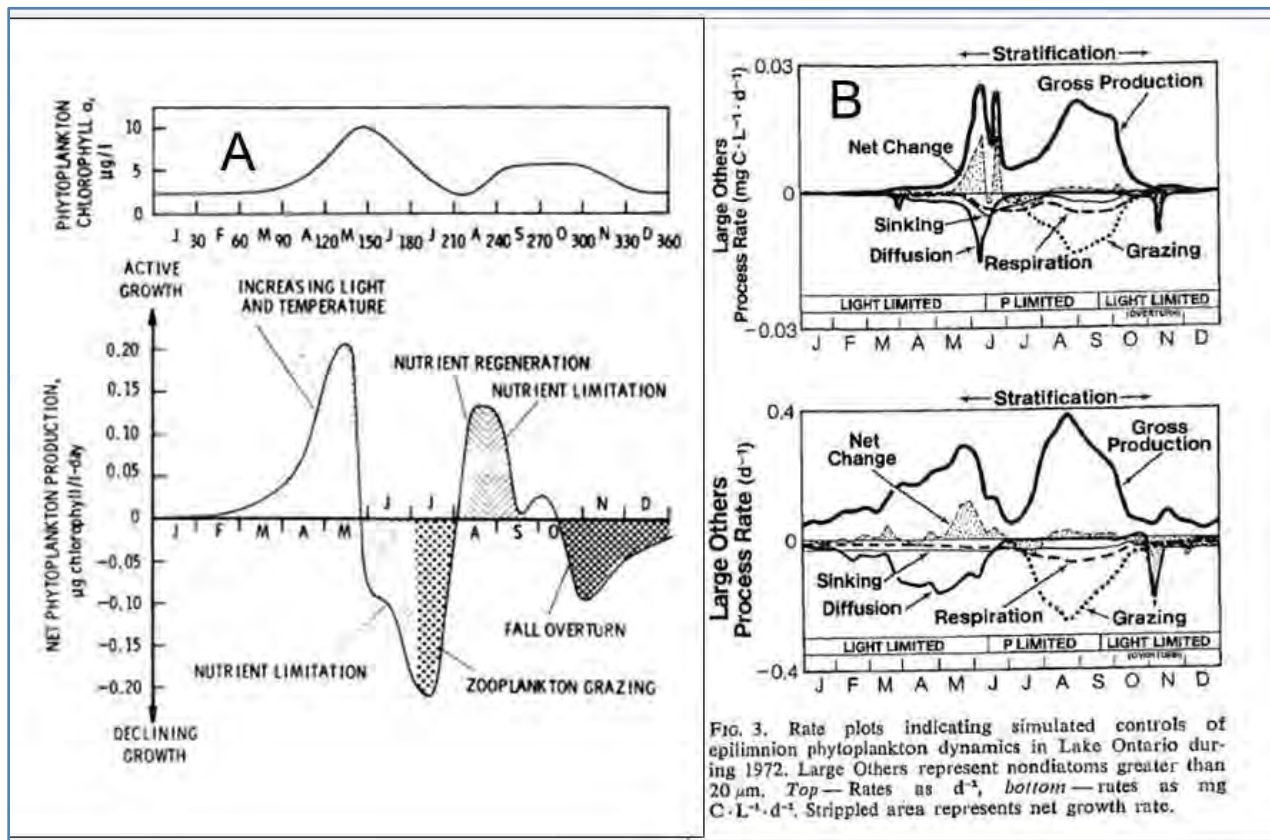 A
PHYTOPLANKTON
CHLOROPHYLL a,
µg/l
10
5
0
J 30 F 60 M 90 A 120 M 150 J 180 J 210 A 240 S 270 O 300 N 330 D 360
ACTIVE
GROWTH
INCREASING LIGHT
AND TEMPERATURE
NUTRIENT REGENERATION
NUTRIENT LIMITATION
NET PHYTOPLANKTON PRODUCTION,
µg chlorophyll/l-day
0.20
0.15
0.10
0.05
0
-0.05
-0.10
-0.15
-0.20
J F M A M J J A S O N D
FALL OVERTURN
NUTRIENT LIMITATION
ZOOPLANKTON GRAZING
DECLINING
GROWTH
B
Stratification
Large Others
Process Rate (mg C·L⁻¹·d⁻¹)
0.03
0
-0.03
Gross Production
Net Change
Sinking
Diffusion
Respiration
Grazing
LIGHT LIMITED P LIMITED LIGHT LIMITED
(OVERTURN)
J F M A M J J A S O N D
Stratification
Large Others
Process Rate (d⁻¹)
0.4
0
-0.4
Net
Change
Gross
Production
Sinking
Diffusion
Respiration
Grazing
LIGHT LIMITED P LIMITED LIGHT LIMITED
(OVERTURN)
J F M A M J J A S O N D
FIG. 3. Rate plots indicating simulated controls of
epilimnion phytoplankton dynamics in Lake Ontario dur-
ing 1972. Large Others represent nondiatoms greater than
20 µm. Top — Rates as d⁻¹, bottom — rates as mg
C·L⁻¹·d⁻¹. Strippled area represents net growth rate.